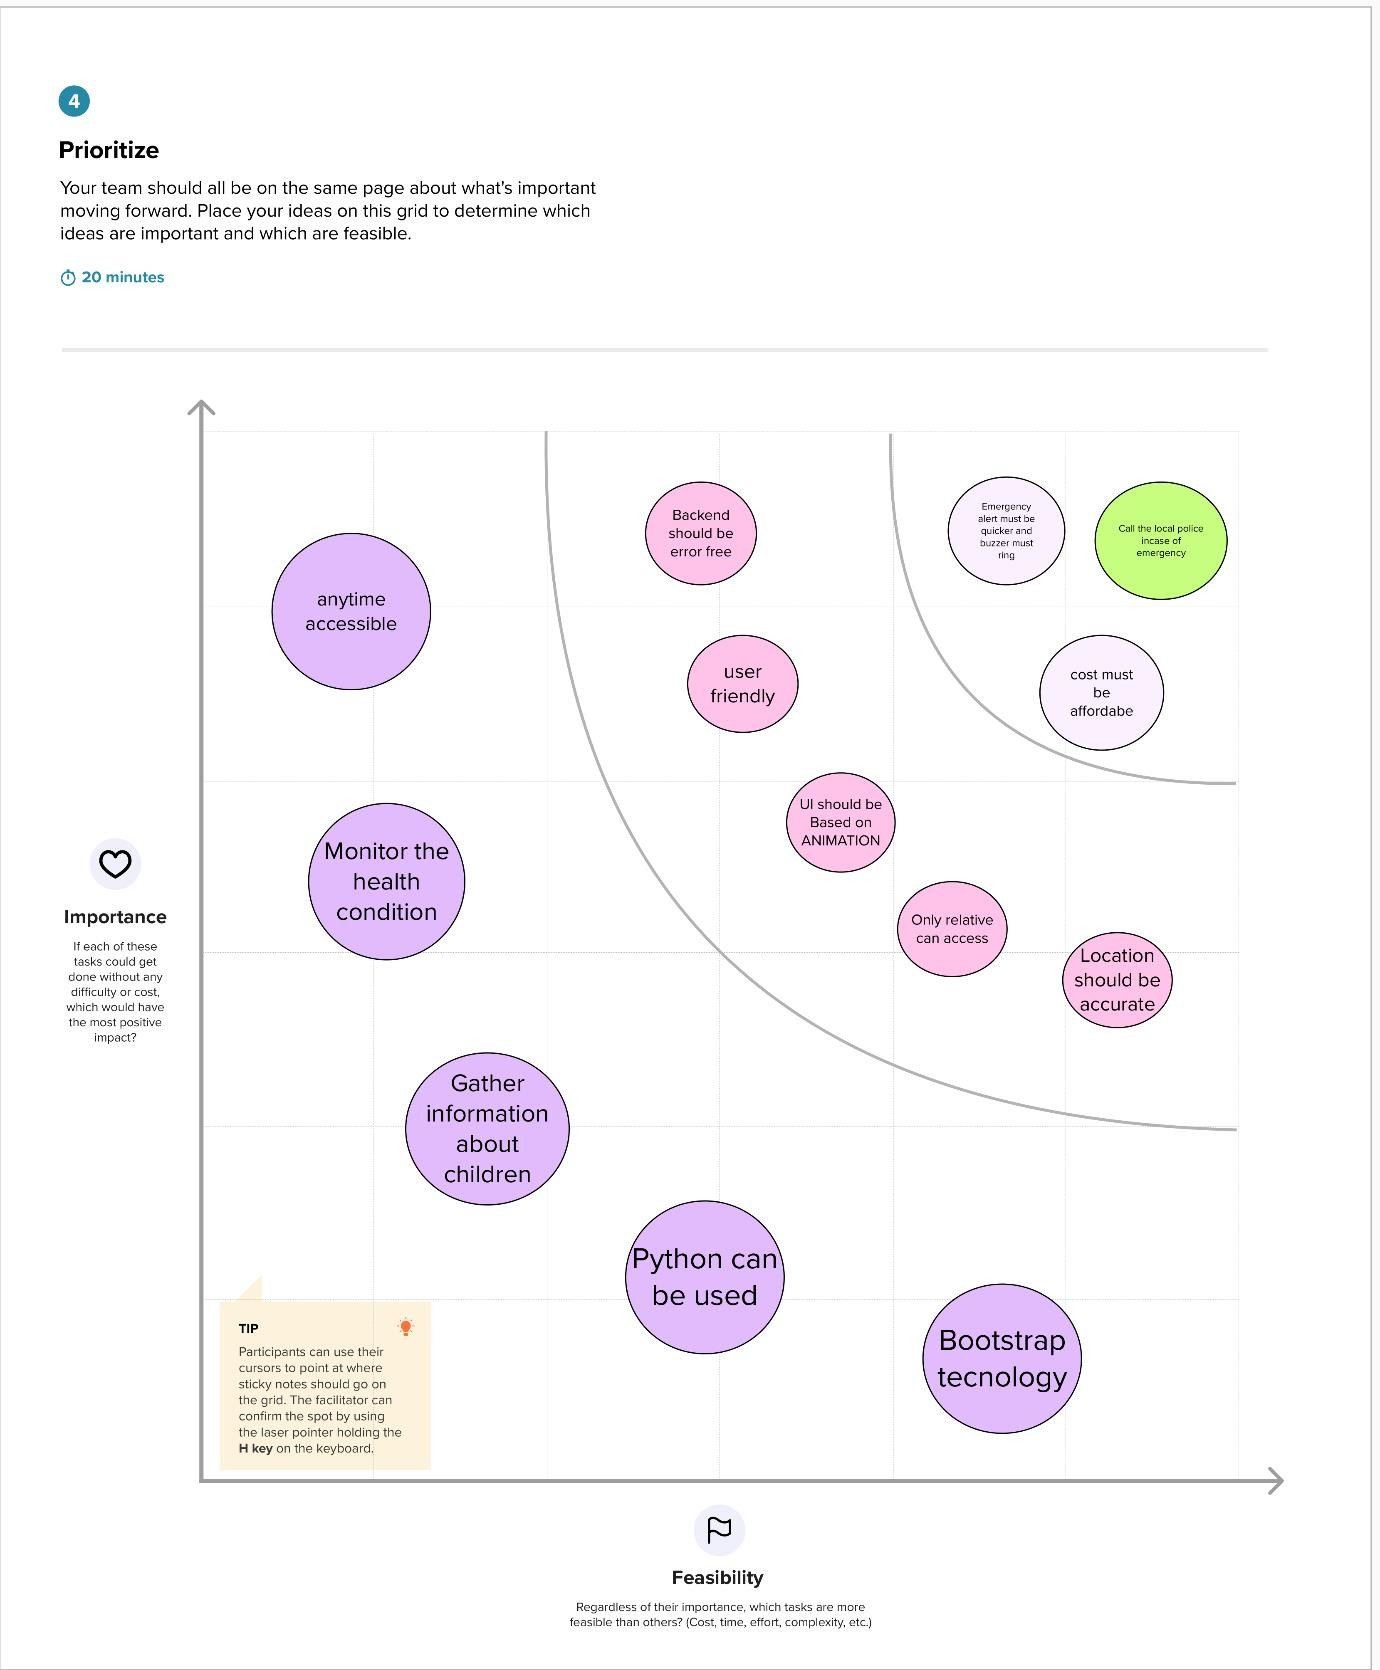 4
Prioritize
Your team should all be on the same page about what's important
moving forward. Place your ideas on this grid to determine which
ideas are important and which are feasible.
20 minutes
Emergency
alert must be
quicker and
buzzer must
ring
Call the local police
incase of
emergency
Backend
should be
error free
anytime
accessible
user
friendly
cost must
be
affordabe
UI should be
Based on
ANIMATION
Monitor the
health
condition
Only relative
can access
Location
should be
accurate
Importance
If each of these
tasks could get
done without any
difficulty or cost,
which would have
the most positive
impact?
Gather
information
about
children
Python can
be used
Bootstrap
tecnology
TIP
Participants can use their
cursors to point at where
sticky notes should go on
the grid. The facilitator can
confirm the spot by using
the laser pointer holding the
H key on the keyboard.
Feasibility
Regardless of their importance, which tasks are more
feasible than others? (Cost, time, effort, complexity, etc.)